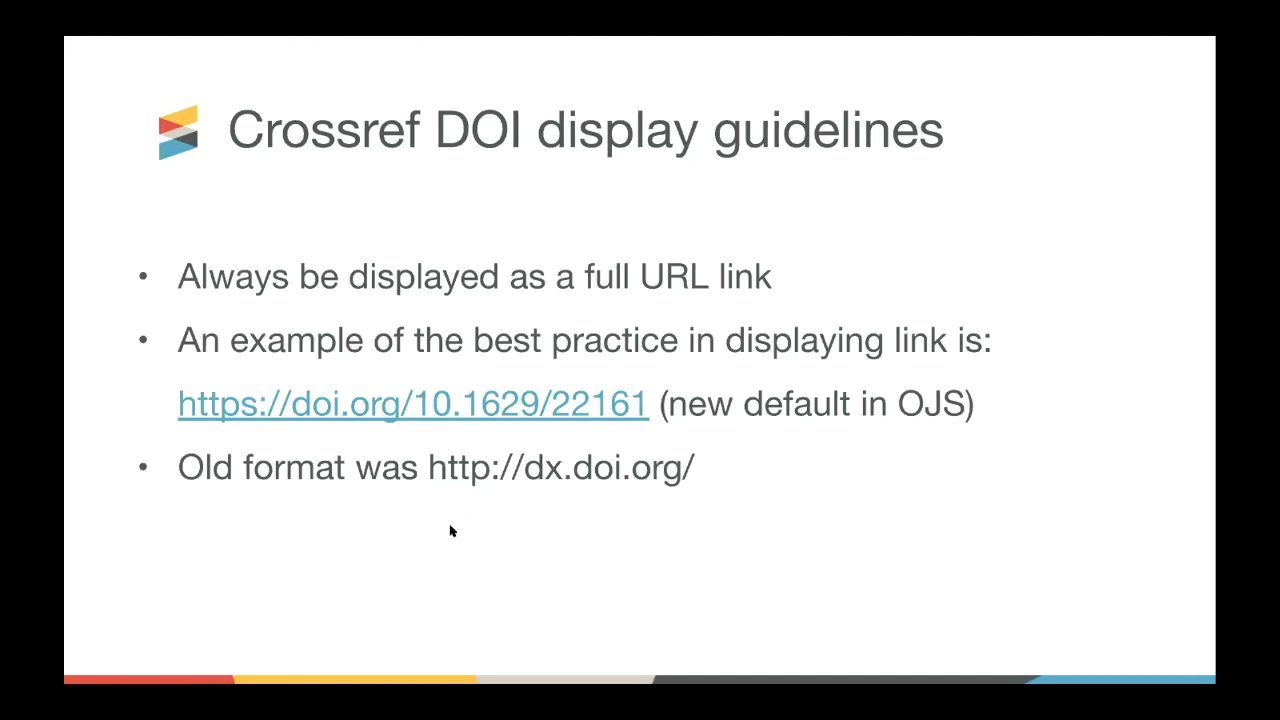 Crossref DOI display guidelines
• Always be displayed as a full URL link
• An example of the best practice in displaying link is:
https://doi.org/10.1629/22161 (new default in OJS)
• Old format was http://dx.doi.org/